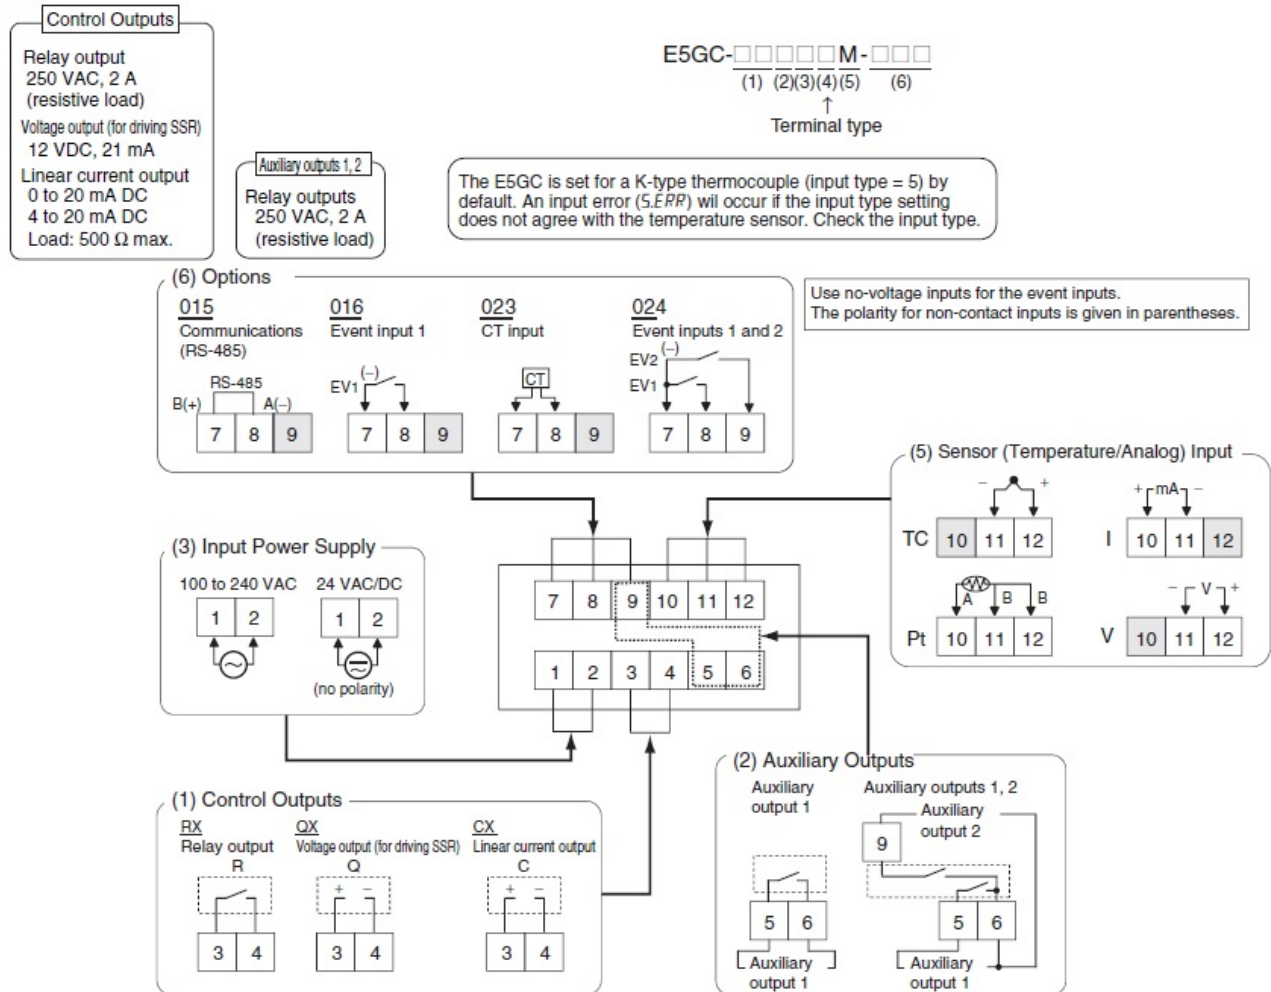 Control Outputs
Relay output
250 VAC, 2 A
(resistive load)
Voltage output (for driving SSR)
12 VDC, 21 mA
Linear current output
0 to 20 mA DC
4 to 20 mA DC
Load: 500 Ω max.
Auxiliary outputs 1, 2
Relay outputs
250 VAC, 2 A
(resistive load)
E5GC-□□□□□M-□□□
(1) (2)(3)(4)(5) (6)
↑
Terminal type
The E5GC is set for a K-type thermocouple (input type = 5) by
default. An input error (S.ERR) will occur if the input type setting
does not agree with the temperature sensor. Check the input type.
Use no-voltage inputs for the event inputs.
The polarity for non-contact inputs is given in parentheses.
(6) Options
015
Communications
(RS-485)
RS-485
B(+) A(−)
7 8 9
016
Event input 1
(−)
EV1
7 8 9
023
CT input
CT
7 8 9
024
Event inputs 1 and 2
(−)
EV2
EV1
7 8 9
(5) Sensor (Temperature/Analog) Input
− +
TC 10 11 12
+ mA −
I 10 11 12
A B B
Pt 10 11 12
− V +
V 10 11 12
(3) Input Power Supply
100 to 240 VAC
1 2
24 VAC/DC
1 2
(no polarity)
7 8 9 10 11 12
1 2 3 4 5 6
(1) Control Outputs
RX
Relay output
R
3 4
QX
Voltage output (for driving SSR)
Q
+ −
3 4
CX
Linear current output
C
+ −
3 4
(2) Auxiliary Outputs
Auxiliary
output 1
5 6
Auxiliary
output 1
Auxiliary outputs 1, 2
Auxiliary
output 2
9
5 6
Auxiliary
output 1